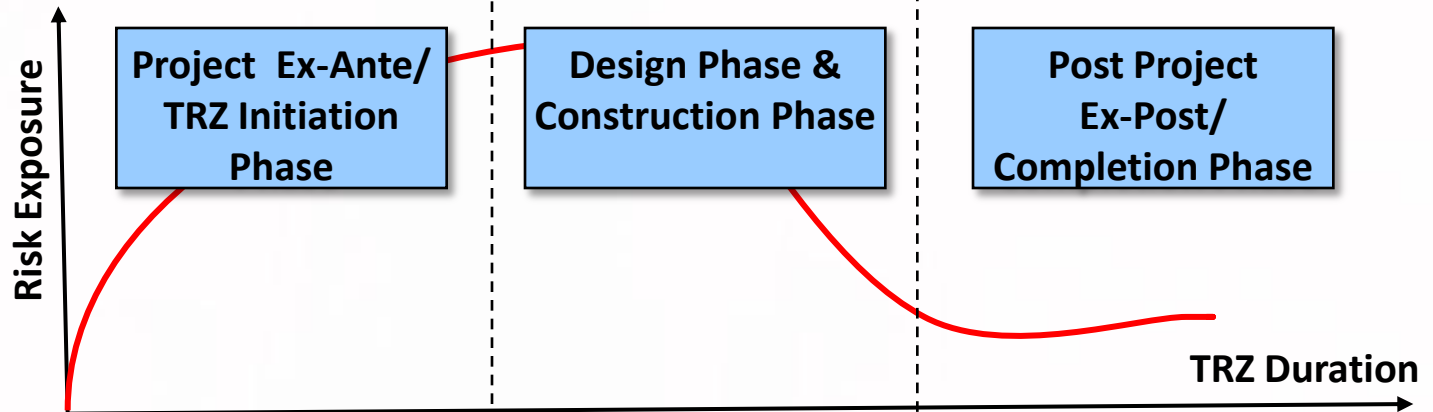 Risk Exposure
Project Ex-Ante/
TRZ Initiation
Phase
Design Phase &
Construction Phase
Post Project
Ex-Post/
Completion Phase
TRZ Duration